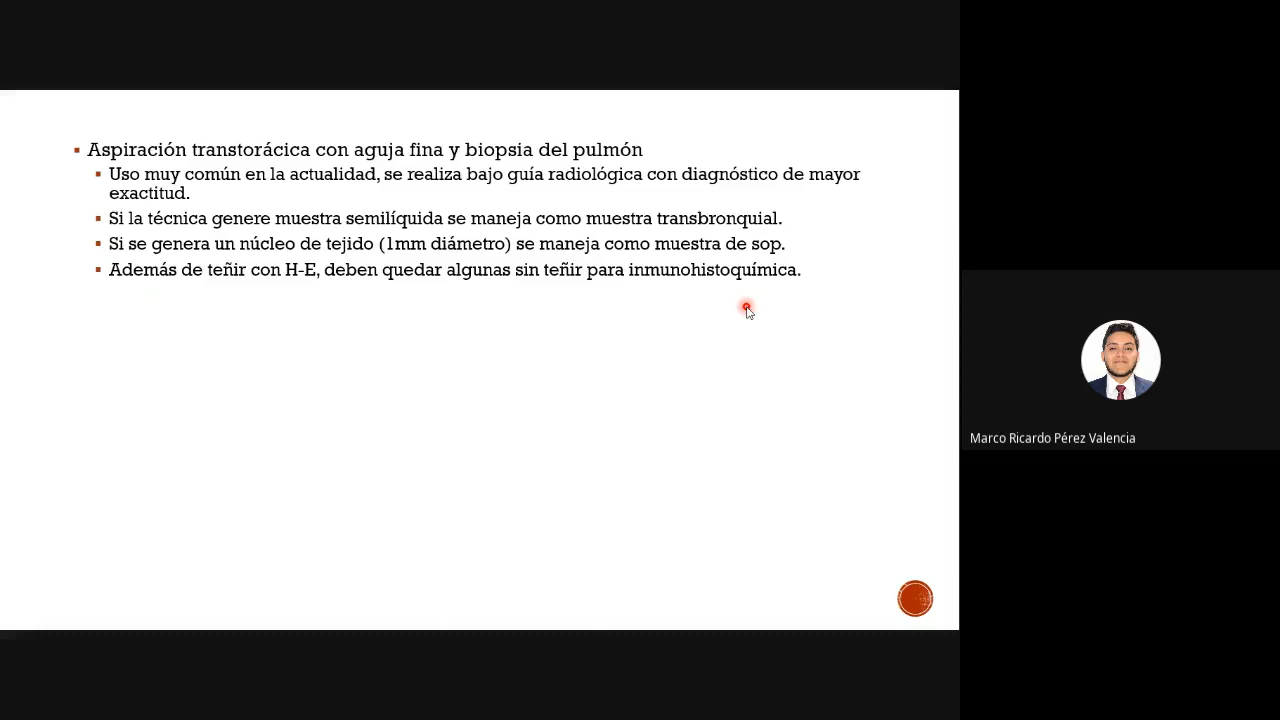 Aspiración transtorácica con aguja fina y biopsia del pulmón
Uso muy común en la actualidad, se realiza bajo guía radiológica con diagnóstico de mayor
exactitud.
Si la técnica genere muestra semilíquida se maneja como muestra transbronquial.
Si se genera un núcleo de tejido (1mm diámetro) se maneja como muestra de sop.
Además de teñir con H-E, deben quedar algunas sin teñir para inmunohistoquímica.
Marco Ricardo Pérez Valencia